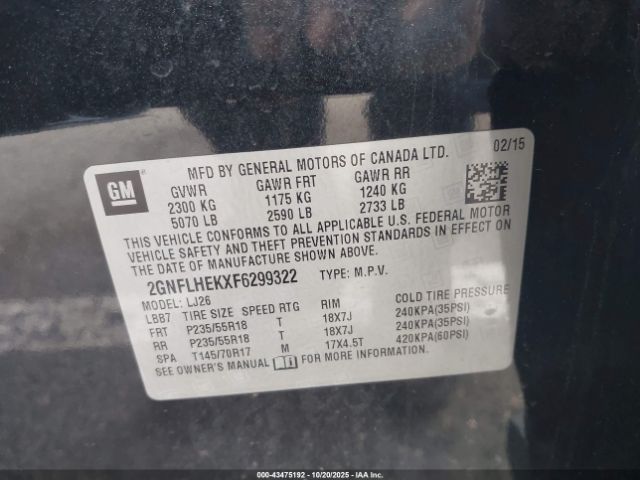 MFD BY GENERAL MOTORS OF CANADA LTD. 02/15
GM
GVWR GAWR FRT GAWR RR
2300 KG 1175 KG 1240 KG
5070 LB 2590 LB 2733 LB
THIS VEHICLE CONFORMS TO ALL APPLICABLE U.S. FEDERAL MOTOR
VEHICLE SAFETY AND THEFT PREVENTION STANDARDS IN EFFECT ON
THE DATE OF MANUFACTURE SHOWN ABOVE.
2GNFLHEKXF6299322 TYPE: M.P.V.
MODEL: LJ26
LBB7 TIRE SIZE SPEED RTG RIM COLD TIRE PRESSURE
FRT P235/55R18 T 18X7J 240KPA(35PSI)
RR P235/55R18 T 18X7J 240KPA(35PSI)
SPA T145/70R17 M 17X4.5T 420KPA(60PSI)
SEE OWNER'S MANUAL FOR ADDITIONAL INFORMATION.
© 43475192 - 10/20/2025 - IAAI, Inc.